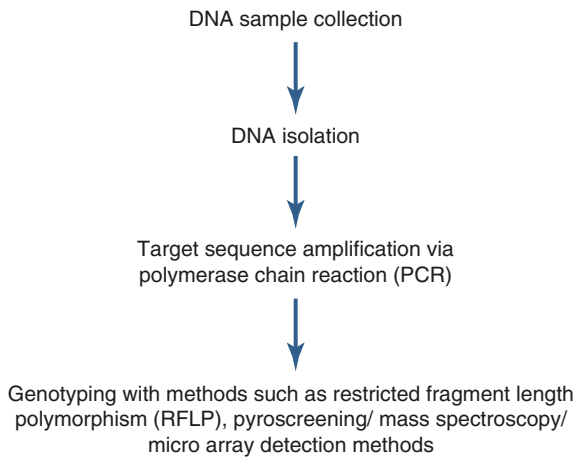 DNA sample collection
DNA isolation
Target sequence amplification via
polymerase chain reaction (PCR)
Genotyping with methods such as restricted fragment length
polymorphism (RFLP), pyroscreening/ mass spectroscopy/
micro array detection methods